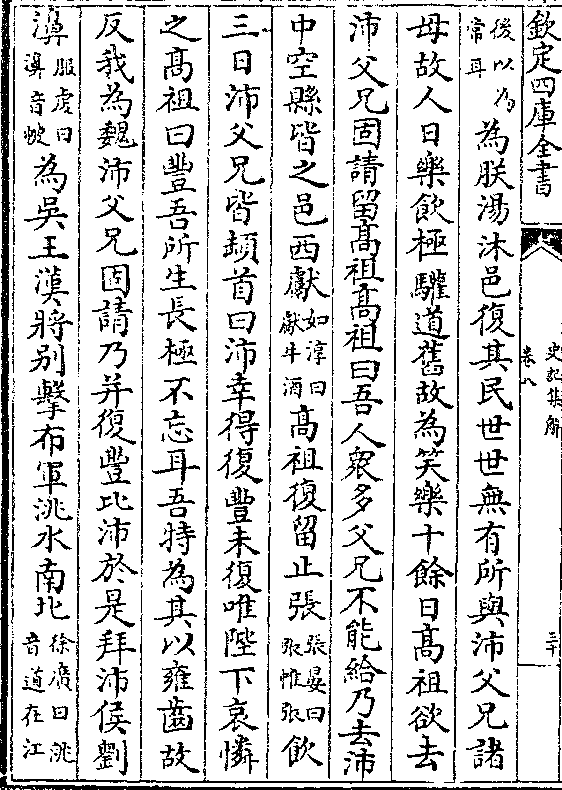 欽定四庫全書
史記集解
卷八
三十
後以為常耳為朕湯沐邑復其民世世無有所與沛父兄諸
母故人日樂飲極驩道舊故為笑樂十餘日髙祖欲去
沛父兄固請留髙祖髙祖曰吾人衆多父兄不能給乃去沛
中空縣皆之邑西獻如淳曰獻牛酒髙祖復留止張張晏曰張帷張飲
三日沛父兄皆頓首曰沛幸得復豐未復唯陛下哀憐
之髙祖曰豐吾所生長極不忘耳吾特為其以雍齒故
反我為魏沛父兄固請乃并復豐比沛於是拜沛侯劉
濞服虔曰濞音帔為吳王漢將别擊布軍洮水南北徐廣曰洮音道在江